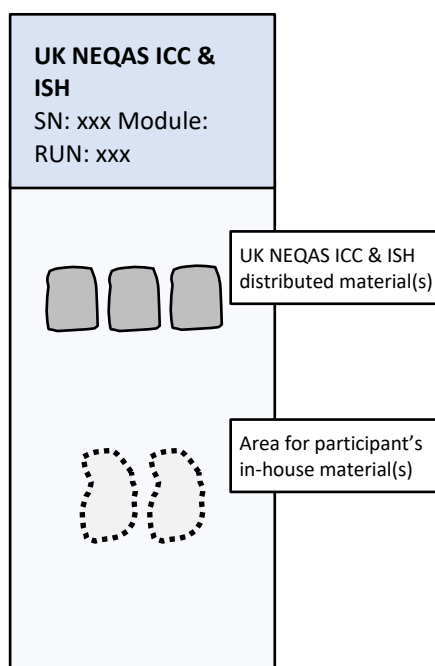 UK NEQAS ICC &
ISH
SN: xxx Module:
RUN: xxx
UK NEQAS ICC & ISH
distributed material(s)
Area for participant's
in-house material(s)